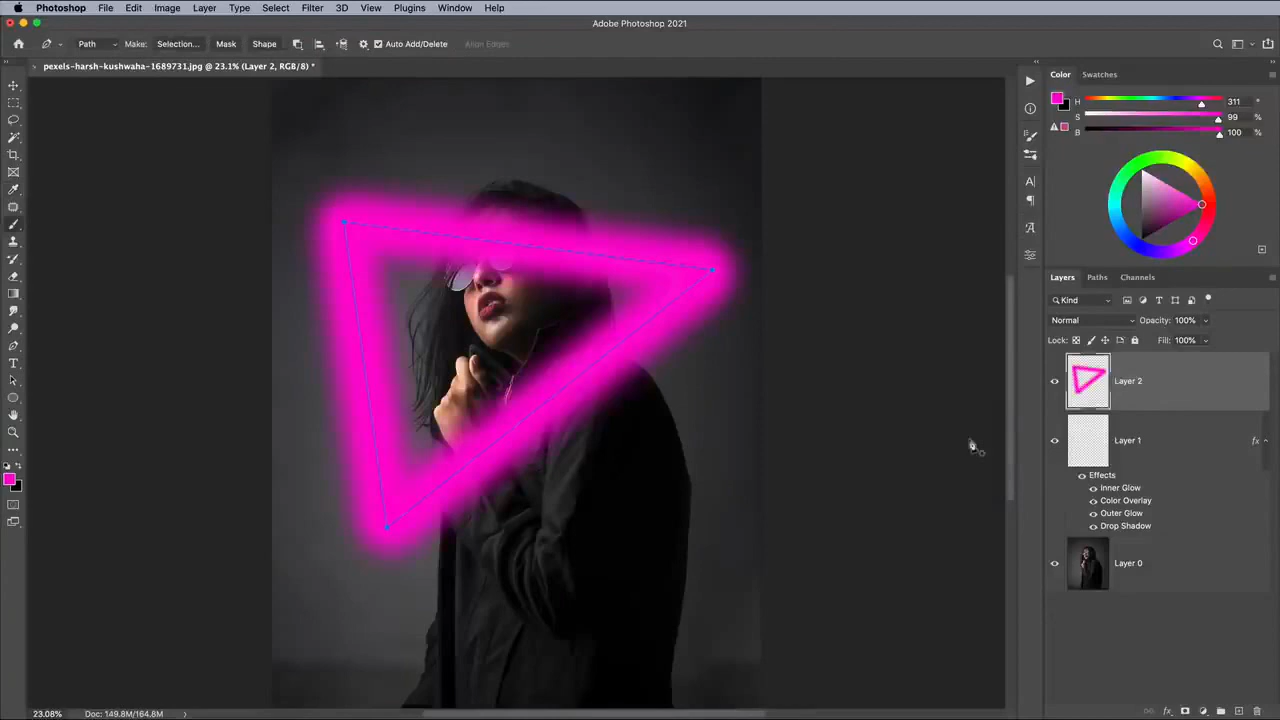 Photoshop File Edit Image Layer Type Select Filter 3D View Plugins Window Help
Adobe Photoshop 2021
Path Make: Selection... Mask Shape Auto Add/Delete Align Edges
pexels-harsh-kushwaha-1689731.jpg @ 23.1% (Layer 2, RGB/8) *
Color Swatches
H 311 °
S 99 %
B 100 %
Layers Paths Channels
Kind
Normal Opacity: 100%
Lock: Fill: 100%
Layer 2
Layer 1 fx
Effects
Inner Glow
Color Overlay
Outer Glow
Drop Shadow
Layer 0
23.08% Doc: 149.8M/164.8M
fx